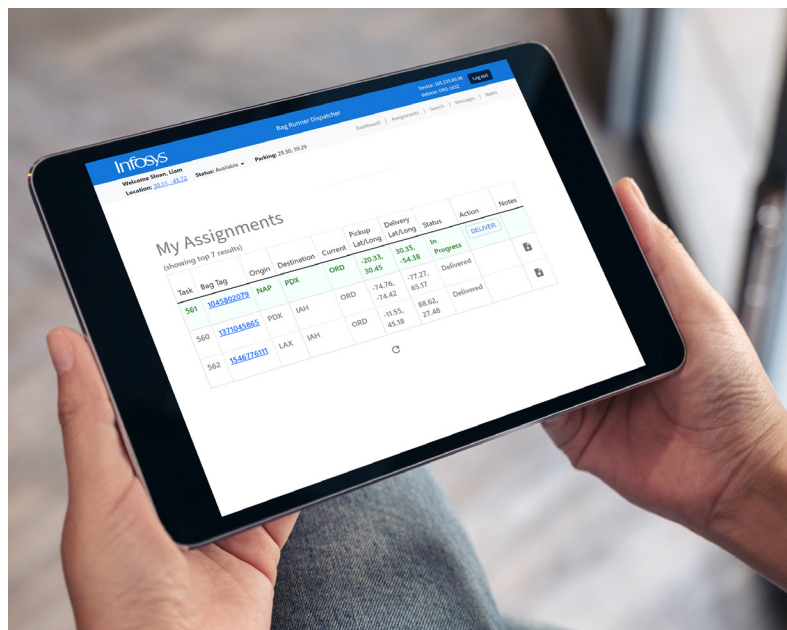 Infosys
Bag Runner Dispatcher
Vehicle: ORD-1632
Log out
Welcome Sloan, Liam
Status: Available
Parking: 29.30, 39.29
Location: 30.11, -45.72
Dashboard | Assignments | Search | Messages | Notes
My Assignments
(showing top 7 results)
Task Bag Tag Origin Destination Current Pickup Lat/Long Delivery Lat/Long Status Action Notes
561 1045802079 NAP PDX ORD -20.33, 30.45 30.35, -54.38 In Progress DELIVER
560 1371045865 PDX IAH ORD -74.76, -74.42 -77.27, 65.17 Delivered
562 1546776111 LAX IAH ORD -11.55, 45.18 88.62, 27.48 Delivered